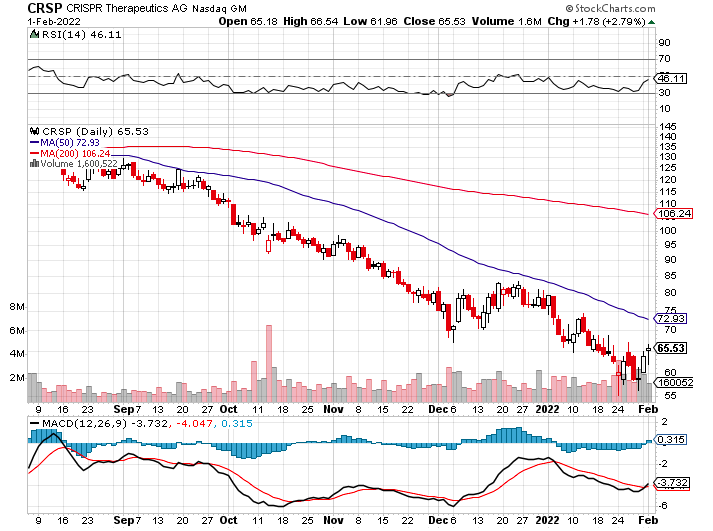 CRSP CRISPR Therapeutics AG Nasdaq GM © StockCharts.com
1-Feb-2022 Open 65.18 High 66.54 Low 61.96 Close 65.53 Volume 1.6M Chg +1.78 (+2.79%)
RSI(14) 46.11
90
70
50
46.11
30
10
CRSP (Daily) 65.53
MA(50) 72.93
MA(200) 106.24
Volume 1,600,522
145
140
135
130
125
120
115
110
106.24
100
95
90
85
80
75
72.93
70
65.53
60
160052
55
8M
6M
4M
2M
9 16 23 Sep 7 13 20 27 Oct 11 18 25 Nov 8 15 22 Dec 6 13 20 27 2022 10 18 24 Feb
MACD(12,26,9) -3.732, -4.047, 0.315
2
0.315
-2
-3.732
-6
9 16 23 Sep 7 13 20 27 Oct 11 18 25 Nov 8 15 22 Dec 6 13 20 27 2022 10 18 24 Feb